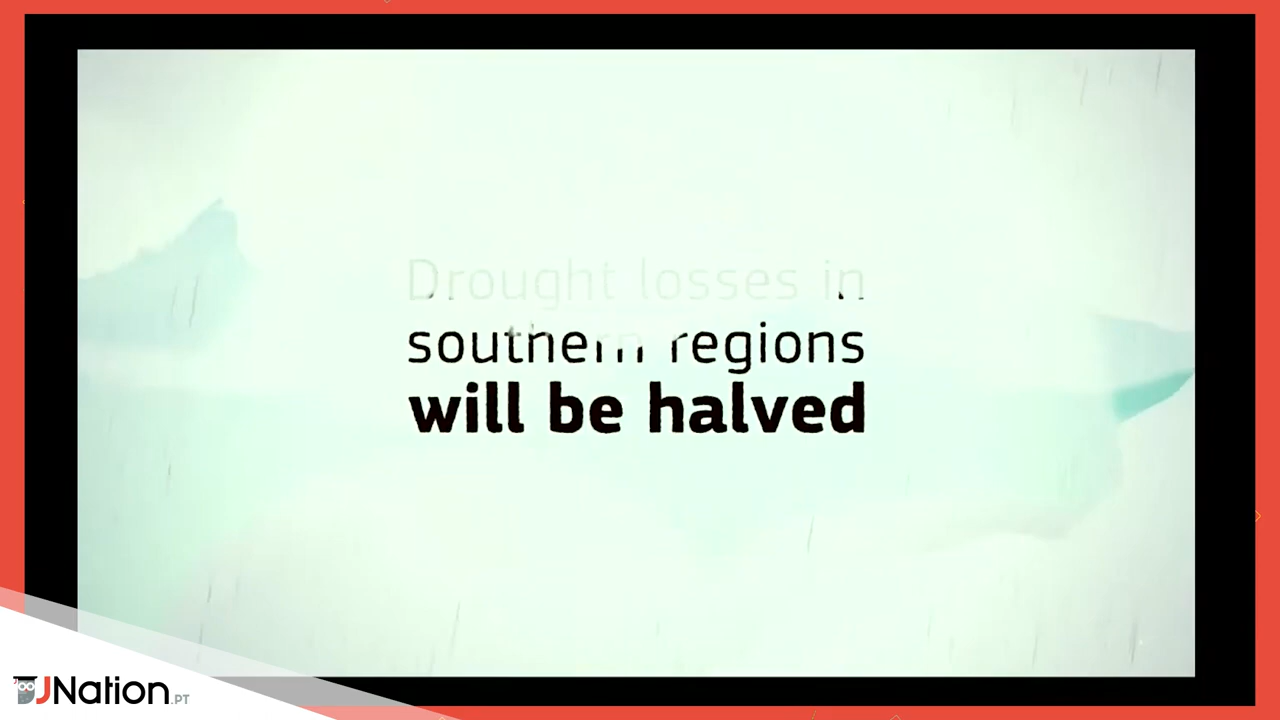 Drought losses in
southern regions
will be halved
JNation.PT